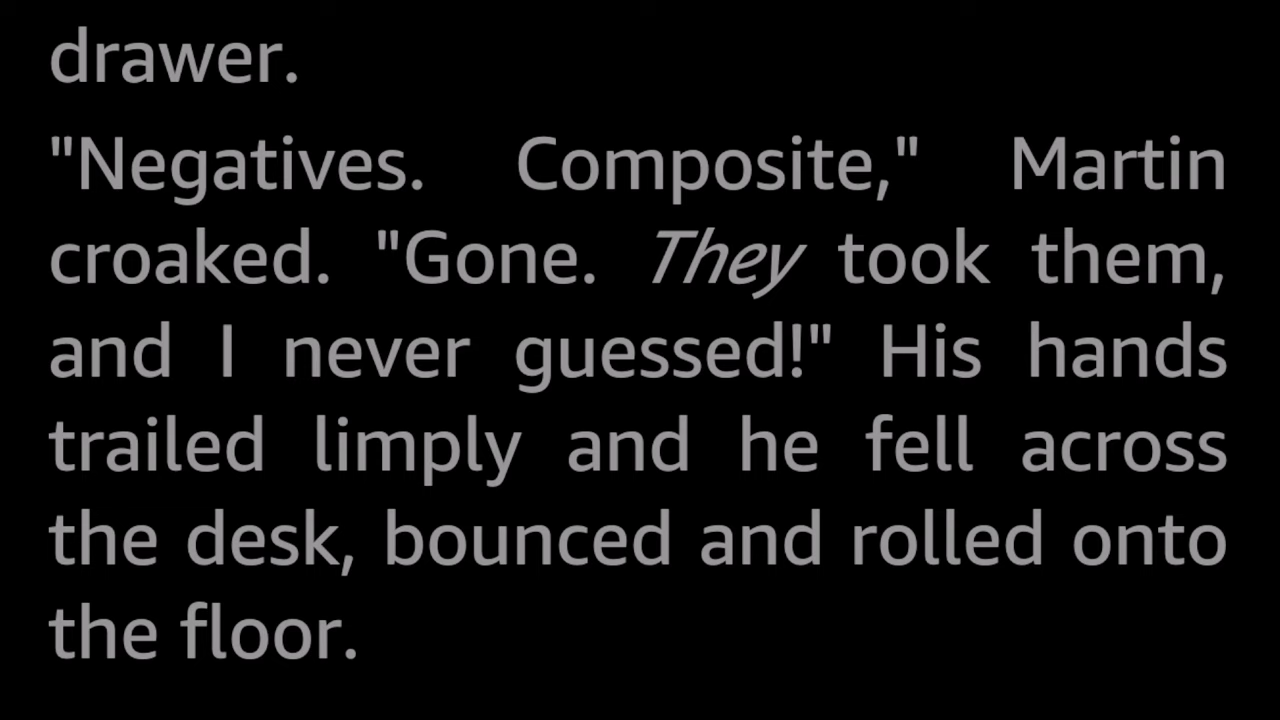 drawer.
"Negatives. Composite," Martin
croaked. "Gone. They took them,
and I never guessed!" His hands
trailed limply and he fell across
the desk, bounced and rolled onto
the floor.